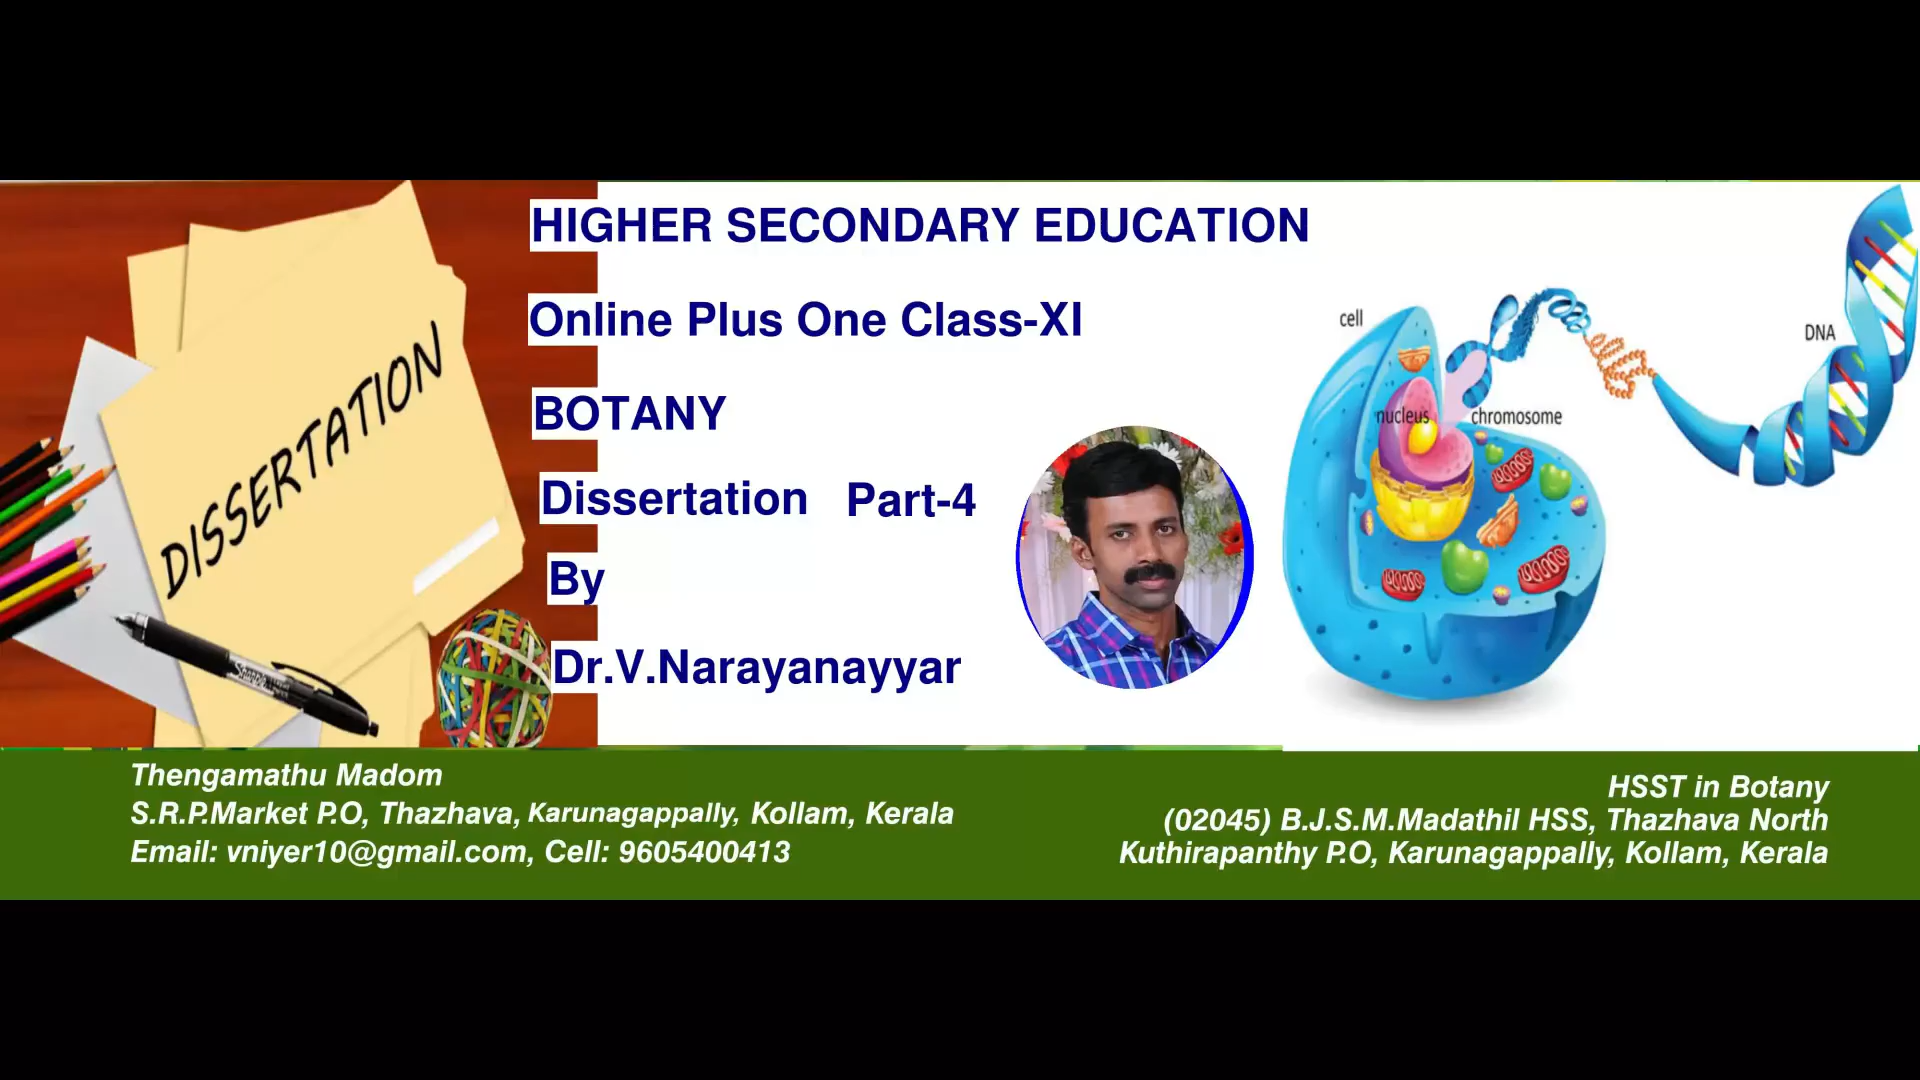 HIGHER SECONDARY EDUCATION
Online Plus One Class-XI
BOTANY
Dissertation Part-4
By
Dr.V.Narayanayyar
DISSERTATION
cell
nucleus
chromosome
DNA
Thengamathu Madom
S.R.P.Market P.O, Thazhava, Karunagappally, Kollam, Kerala
Email: vniyer10@gmail.com, Cell: 9605400413
HSST in Botany
(02045) B.J.S.M.Madathil HSS, Thazhava North
Kuthirapanthy P.O, Karunagappally, Kollam, Kerala